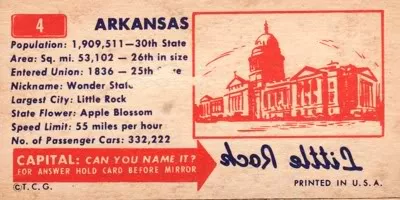 4 ARKANSAS
Population: 1,909,511—30th State
Area: Sq. mi. 53,102 - 26th in size
Entered Union: 1836 - 25th
Nickname: Wonder State
Largest City: Little Rock
State Flower: Apple Blossom
Speed Limit: 55 miles per hour
No. of Passenger Cars: 332,222
CAPITAL: CAN YOU NAME IT?
FOR ANSWER HOLD CARD BEFORE MIRROR
Little Rock
©T.C.G.
PRINTED IN U.S.A.